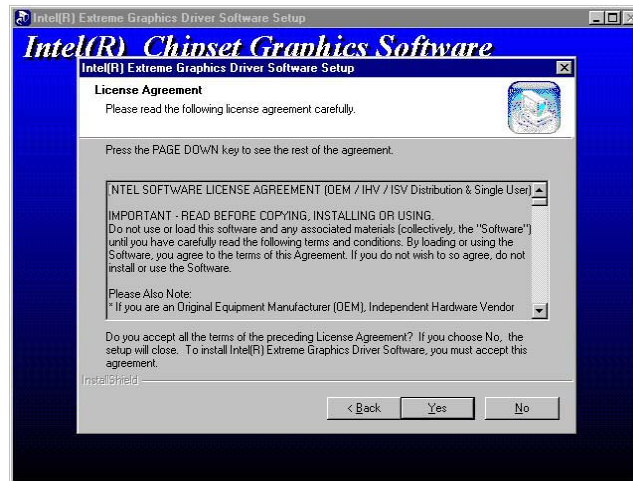 Intel(R) Extreme Graphics Driver Software Setup
Intel(R) Chipset Graphics Software
Intel(R) Extreme Graphics Driver Software Setup
License Agreement
Please read the following license agreement carefully.
Press the PAGE DOWN key to see the rest of the agreement.
INTEL SOFTWARE LICENSE AGREEMENT (OEM / IHV / ISV Distribution & Single User)
IMPORTANT - READ BEFORE COPYING, INSTALLING OR USING.
Do not use or load this software and any associated materials (collectively, the "Software")
until you have carefully read the following terms and conditions. By loading or using the
Software, you agree to the terms of this Agreement. If you do not wish to so agree, do not
install or use the Software.
Please Also Note:
* If you are an Original Equipment Manufacturer (OEM), Independent Hardware Vendor
Do you accept all the terms of the preceding License Agreement? If you choose No, the
setup will close. To install Intel(R) Extreme Graphics Driver Software, you must accept this
agreement.
InstallShield
< Back
Yes
No